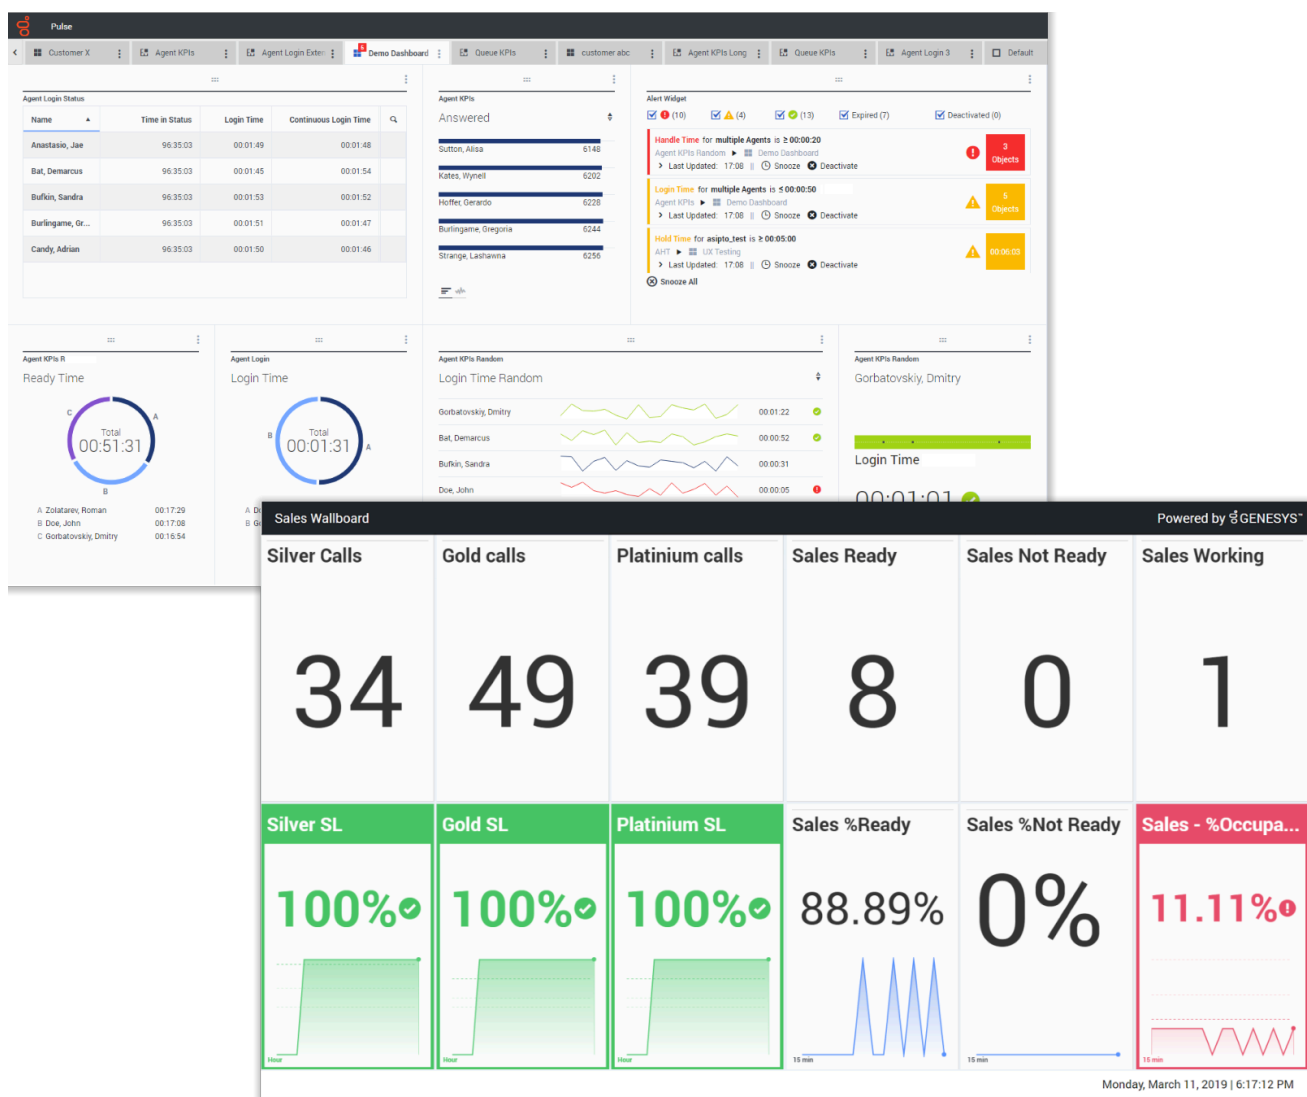 Pulse
Customer X
Agent KPIs
Agent Login Exten
5
Demo Dashboard
Queue KPIs
customer abc
Agent KPIs Long
Queue KPIs
Agent Login 3
Default
Agent Login Status
Name Time in Status Login Time Continuous Login Time
Anastasio, Jae 96:35:03 00:01:49 00:01:48
Bat, Demarcus 96:35:03 00:01:45 00:01:54
Bufkin, Sandra 96:35:03 00:01:53 00:01:52
Burlingame, Gr... 96:35:03 00:01:51 00:01:47
Candy, Adrian 96:35:03 00:01:50 00:01:46
Agent KPIs
Answered
Sutton, Alisa 6148
Kates, Wynell 6202
Hoffer, Gerardo 6228
Burlingame, Gregoria 6244
Strange, Lashawna 6256
Alert Widget
(10) (4) (13) Expired (7) Deactivated (0)
Handle Time for multiple Agents is ≥ 00:00:20
Agent KPIs Random Demo Dashboard
Last Updated: 17:08 || Snooze Deactivate
3
Objects
Login Time for multiple Agents is ≤ 00:00:50
Agent KPIs Demo Dashboard
Last Updated: 17:08 || Snooze Deactivate
5
Objects
Hold Time for asipto_test is ≥ 00:05:00
AHT UX Testing
Last Updated: 17:08 || Snooze Deactivate
00:06:03
Snooze All
Agent KPIs R
Ready Time
C
A
B
Total
00:51:31
A Zolatarev, Roman 00:17:29
B Doe, John 00:17:08
C Gorbatovskiy, Dmitry 00:16:54
Agent Login
Login Time
B
A
Total
00:01:31
A D
B G
Agent KPIs Random
Login Time Random
Gorbatovskiy, Dmitry 00:01:22
Bat, Demarcus 00:00:52
Bufkin, Sandra 00:00:31
Doe, John 00:00:05
Agent KPIs Random
Gorbatovskiy, Dmitry
Login Time
00:01:01
Sales Wallboard
Powered by GENESYS™
Silver Calls
34
Gold calls
49
Platinium calls
39
Sales Ready
8
Sales Not Ready
0
Sales Working
1
Silver SL
100%
Hour
Gold SL
100%
Hour
Platinium SL
100%
Hour
Sales %Ready
88.89%
15 min
Sales %Not Ready
0%
15 min
Sales - %Occupa...
11.11%
15 min
Monday, March 11, 2019 | 6:17:12 PM